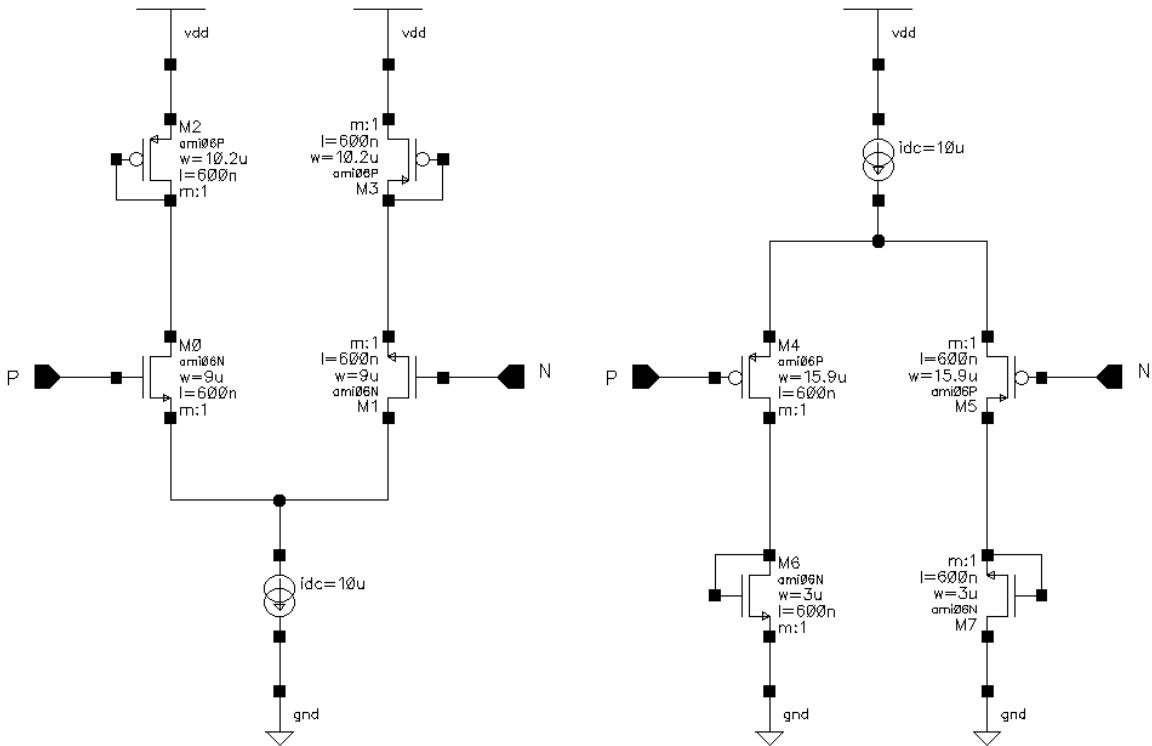 vdd
vdd
M2
ami06P
w=10.2u
l=600n
m:1
m:1
l=600n
w=10.2u
ami06P
M3
P
M0
ami06N
w=9u
l=600n
m:1
m:1
l=600n
w=9u
ami06N
M1
N
idc=10u
gnd
vdd
idc=10u
P
M4
ami06P
w=15.9u
l=600n
m:1
m:1
l=600n
w=15.9u
ami06P
M5
N
M6
ami06N
w=3u
l=600n
m:1
m:1
l=600n
w=3u
ami06N
M7
gnd
gnd